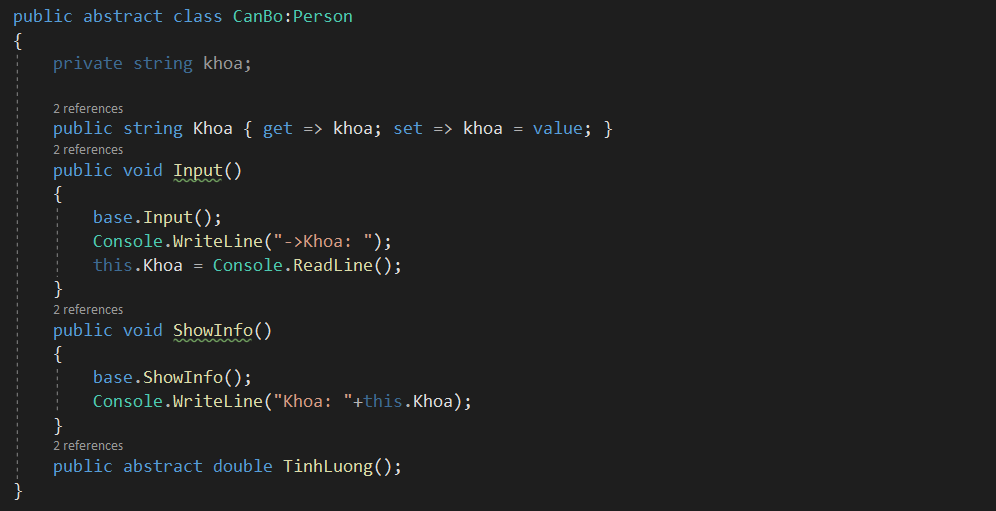 public abstract class CanBo:Person
{
    private string khoa;
    2 references
    public string Khoa { get => khoa; set => khoa = value; }
    2 references
    public void Input()
    {
        base.Input();
        Console.WriteLine("->Khoa: ");
        this.Khoa = Console.ReadLine();
    }
    2 references
    public void ShowInfo()
    {
        base.ShowInfo();
        Console.WriteLine("Khoa: "+this.Khoa);
    }
    2 references
    public abstract double TinhLuong();
}